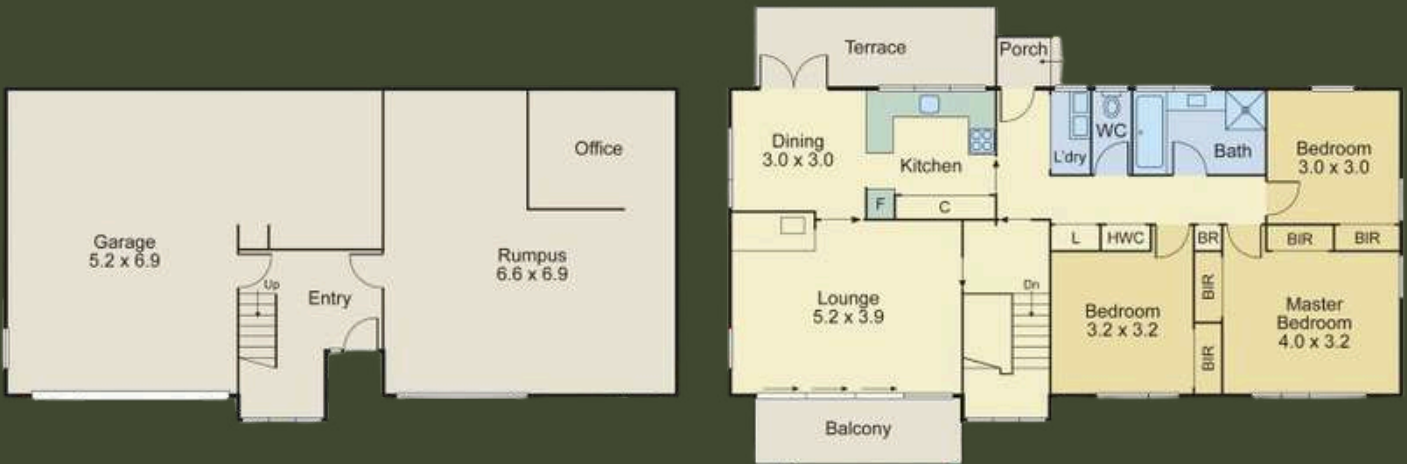 Garage
5.2 x 6.9
Up
Entry
Rumpus
6.6 x 6.9
Office
Terrace
Porch
Dining
3.0 x 3.0
Kitchen
F
C
L'dry
WC
Bath
Bedroom
3.0 x 3.0
L
HWC
BR
BIR
BIR
Lounge
5.2 x 3.9
Dn
Bedroom
3.2 x 3.2
BIR
BIR
Master
Bedroom
4.0 x 3.2
Balcony